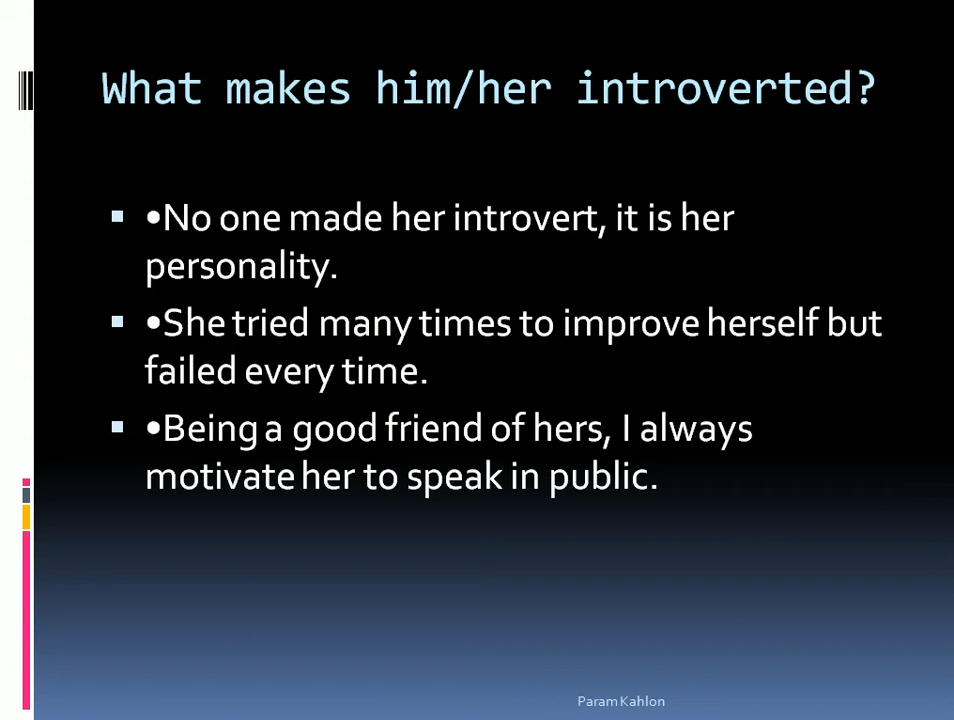 What makes him/her introverted?
•No one made her introvert, it is her
personality.
•She tried many times to improve herself but
failed every time.
•Being a good friend of hers, I always
motivate her to speak in public.
Param Kahlon